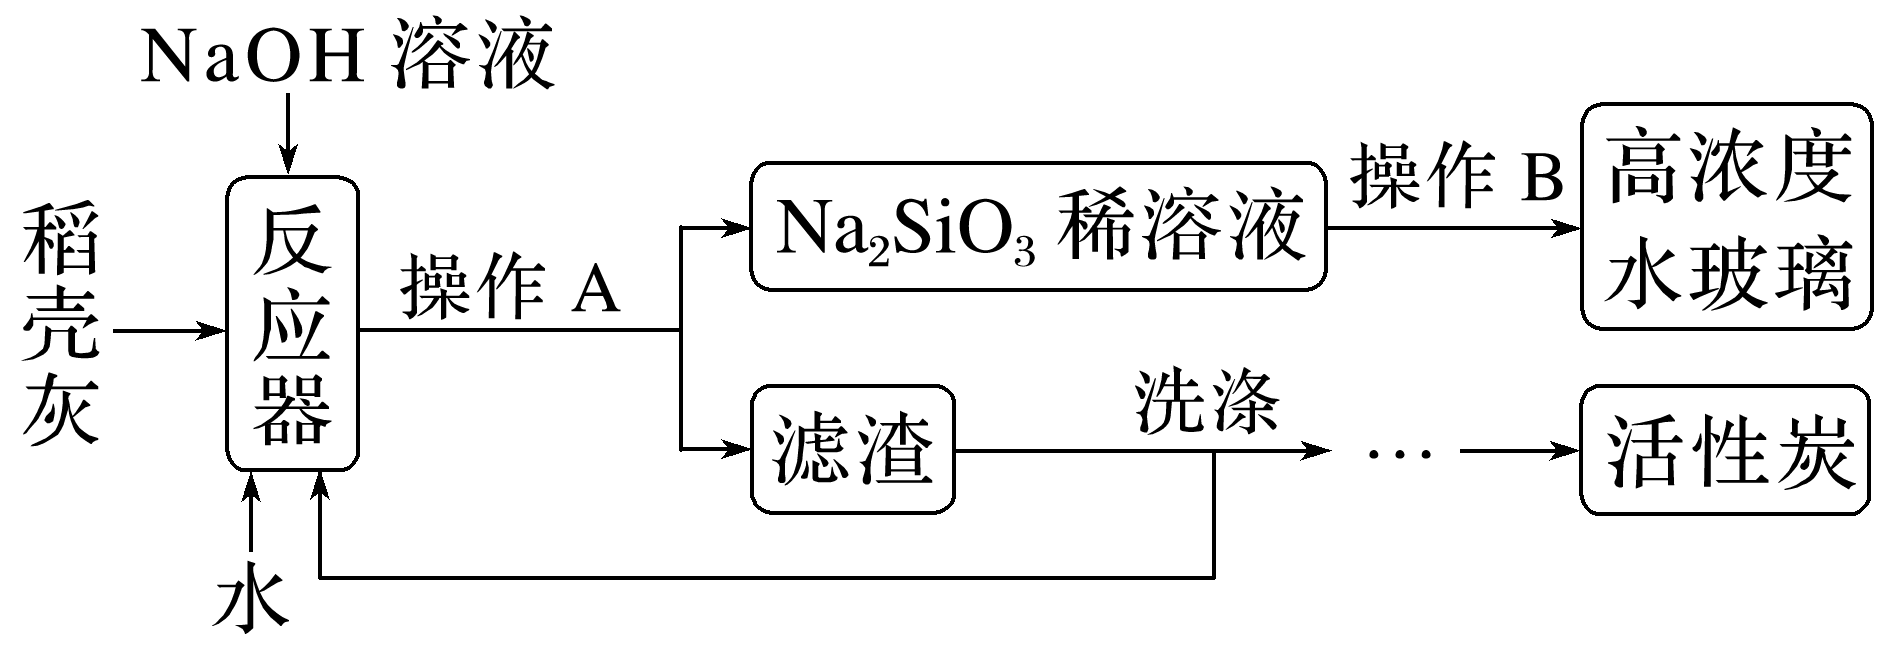 NaOH 溶液
稻壳灰
反应器
水
操作 A
Na₂SiO₃ 稀溶液
操作 B
高浓度
水玻璃
滤渣
洗涤
…
活性炭